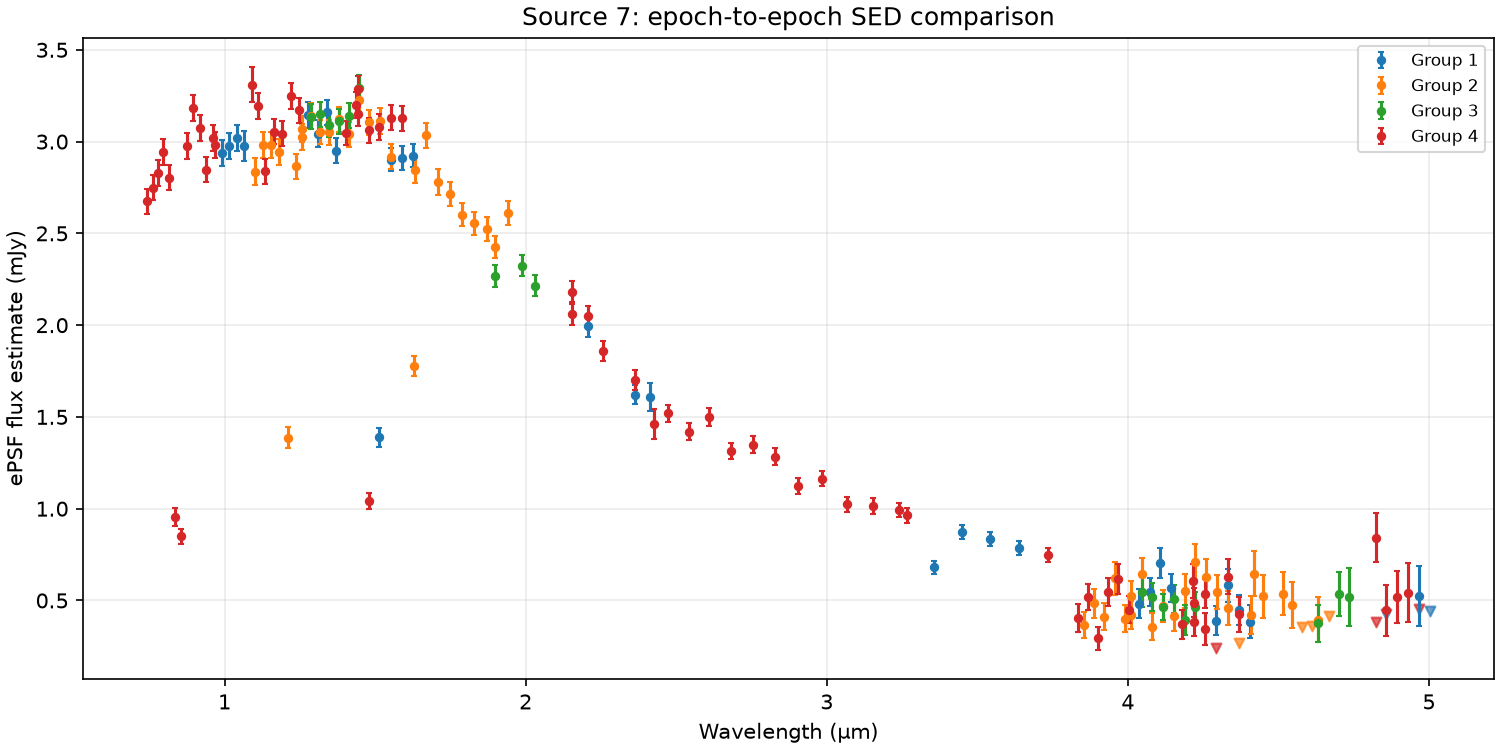 Source 7: epoch-to-epoch SED comparison
ePSF flux estimate (mJy)
3.5
3.0
2.5
2.0
1.5
1.0
0.5
Group 1
Group 2
Group 3
Group 4
1 2 3 4 5
Wavelength (μm)